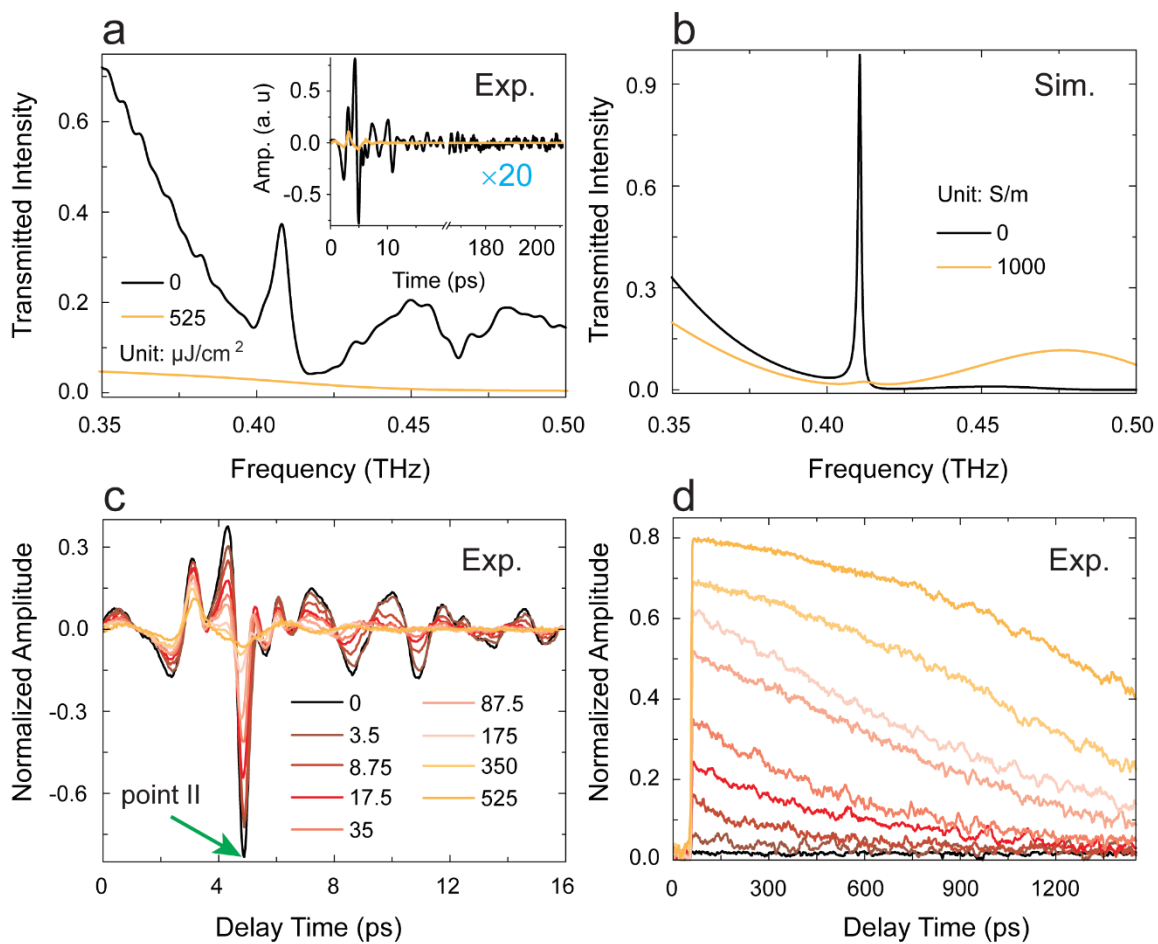 a
Transmitted Intensity
0.6
0.4
0.2
0.0
0.35
0.40
0.45
0.50
Frequency (THz)
0
525
Unit: μJ/cm²
Exp.
Amp. (a. u)
0.5
0.0
-0.5
×20
0
10
180
200
Time (ps)
b
Transmitted Intensity
0.9
0.6
0.3
0.0
0.35
0.40
0.45
0.50
Frequency (THz)
Sim.
Unit: S/m
0
1000
c
Normalized Amplitude
0.3
0.0
-0.3
-0.6
0
4
8
12
16
Delay Time (ps)
Exp.
point II
0
3.5
8.75
17.5
35
87.5
175
350
525
d
Normalized Amplitude
0.8
0.6
0.4
0.2
0.0
0
300
600
900
1200
Delay Time (ps)
Exp.